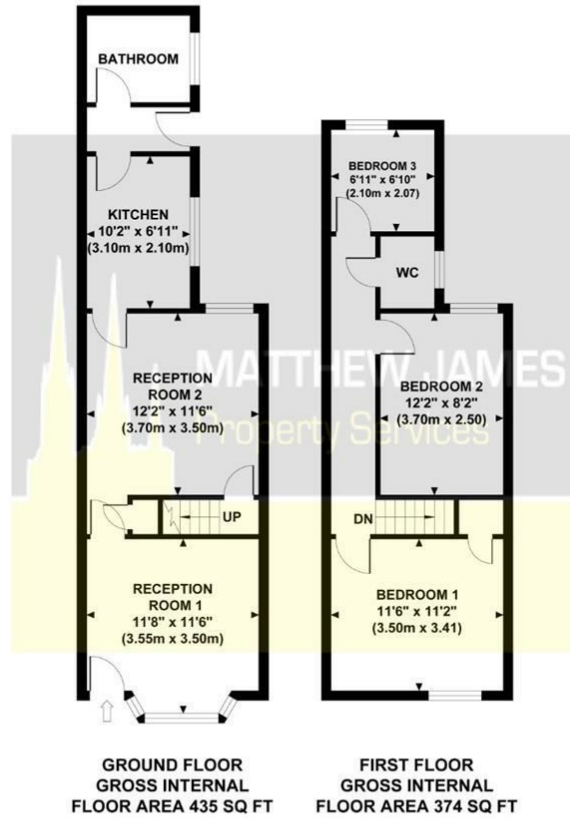 BATHROOM
KITCHEN
10'2" x 6'11"
(3.10m x 2.10m)
RECEPTION
ROOM 2
12'2" x 11'6"
(3.70m x 3.50m)
UP
RECEPTION
ROOM 1
11'8" x 11'6"
(3.55m x 3.50m)
GROUND FLOOR
GROSS INTERNAL
FLOOR AREA 435 SQ FT
BEDROOM 3
6'11" x 6'10"
(2.10m x 2.07)
WC
BEDROOM 2
12'2" x 8'2"
(3.70m x 2.50)
DN
BEDROOM 1
11'6" x 11'2"
(3.50m x 3.41)
FIRST FLOOR
GROSS INTERNAL
FLOOR AREA 374 SQ FT
MATTHEW JAMES
Property Services